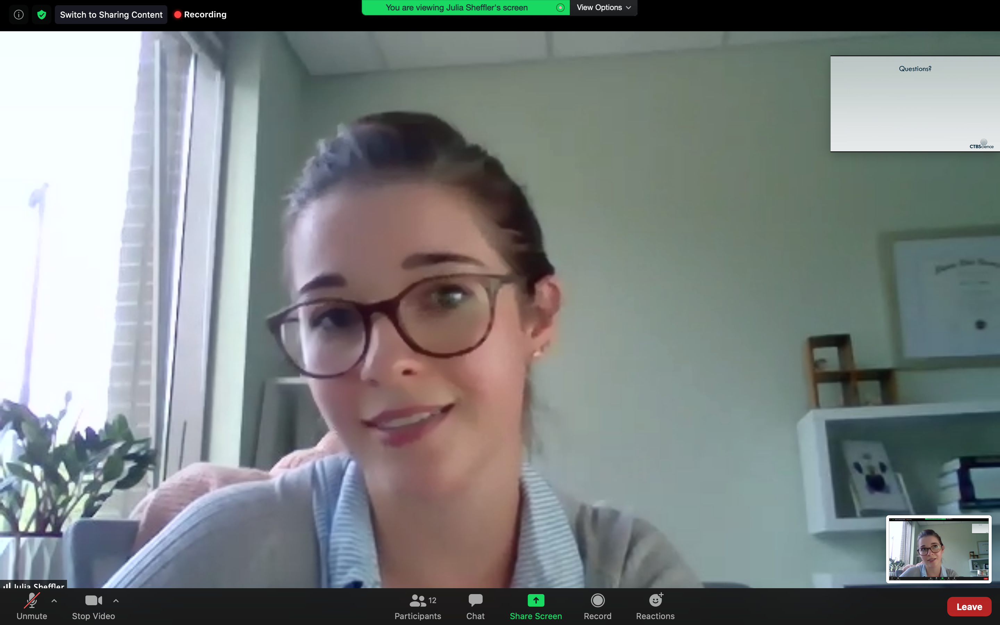 Switch to Sharing Content
Recording
You are viewing Julia Sheffler's screen
View Options
Questions?
CTBScience
Julia Sheffler
Unmute
Stop Video
12
Participants
Chat
Share Screen
Record
Reactions
Leave